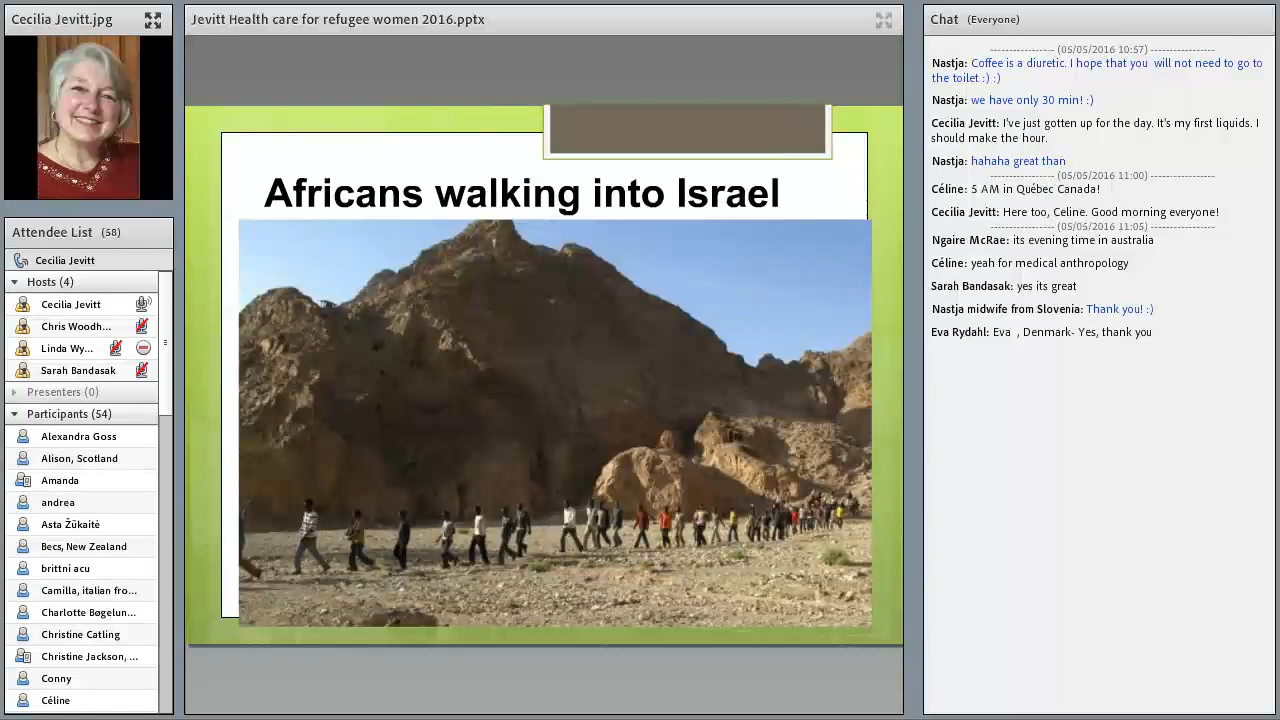 Cecilia Jevitt.jpg
Jevitt Health care for refugee women 2016.pptx
Chat (Everyone)
Attendee List (58)
Cecilia Jevitt
Hosts (4)
Cecilia Jevitt
Chris Woodh...
Linda Wy...
Sarah Bandasak
Presenters (0)
Participants (54)
Alexandra Goss
Alison, Scotland
Amanda
andrea
Asta Žūkaitė
Becs, New Zealand
brittni acu
Camilla, italian fro...
Charlotte Bøgelun...
Christine Catling
Christine Jackson, ...
Conny
Céline
Africans walking into Israel
------------------ (05/05/2016 10:57) ------------------
Nastja: Coffee is a diuretic. I hope that you will not need to go to
the toilet :) :)
Nastja: we have only 30 min! :)
Cecilia Jevitt: I've just gotten up for the day. It's my first liquids. I
should make the hour.
Nastja: hahaha great than
------------------ (05/05/2016 11:00) ------------------
Céline: 5 AM in Québec Canada!
Cecilia Jevitt: Here too, Celine. Good morning everyone!
------------------ (05/05/2016 11:05) ------------------
Ngaire McRae: its evening time in australia
Céline: yeah for medical anthropology
Sarah Bandasak: yes its great
Nastja midwife from Slovenia: Thank you! :)
Eva Rydahl: Eva , Denmark- Yes, thank you